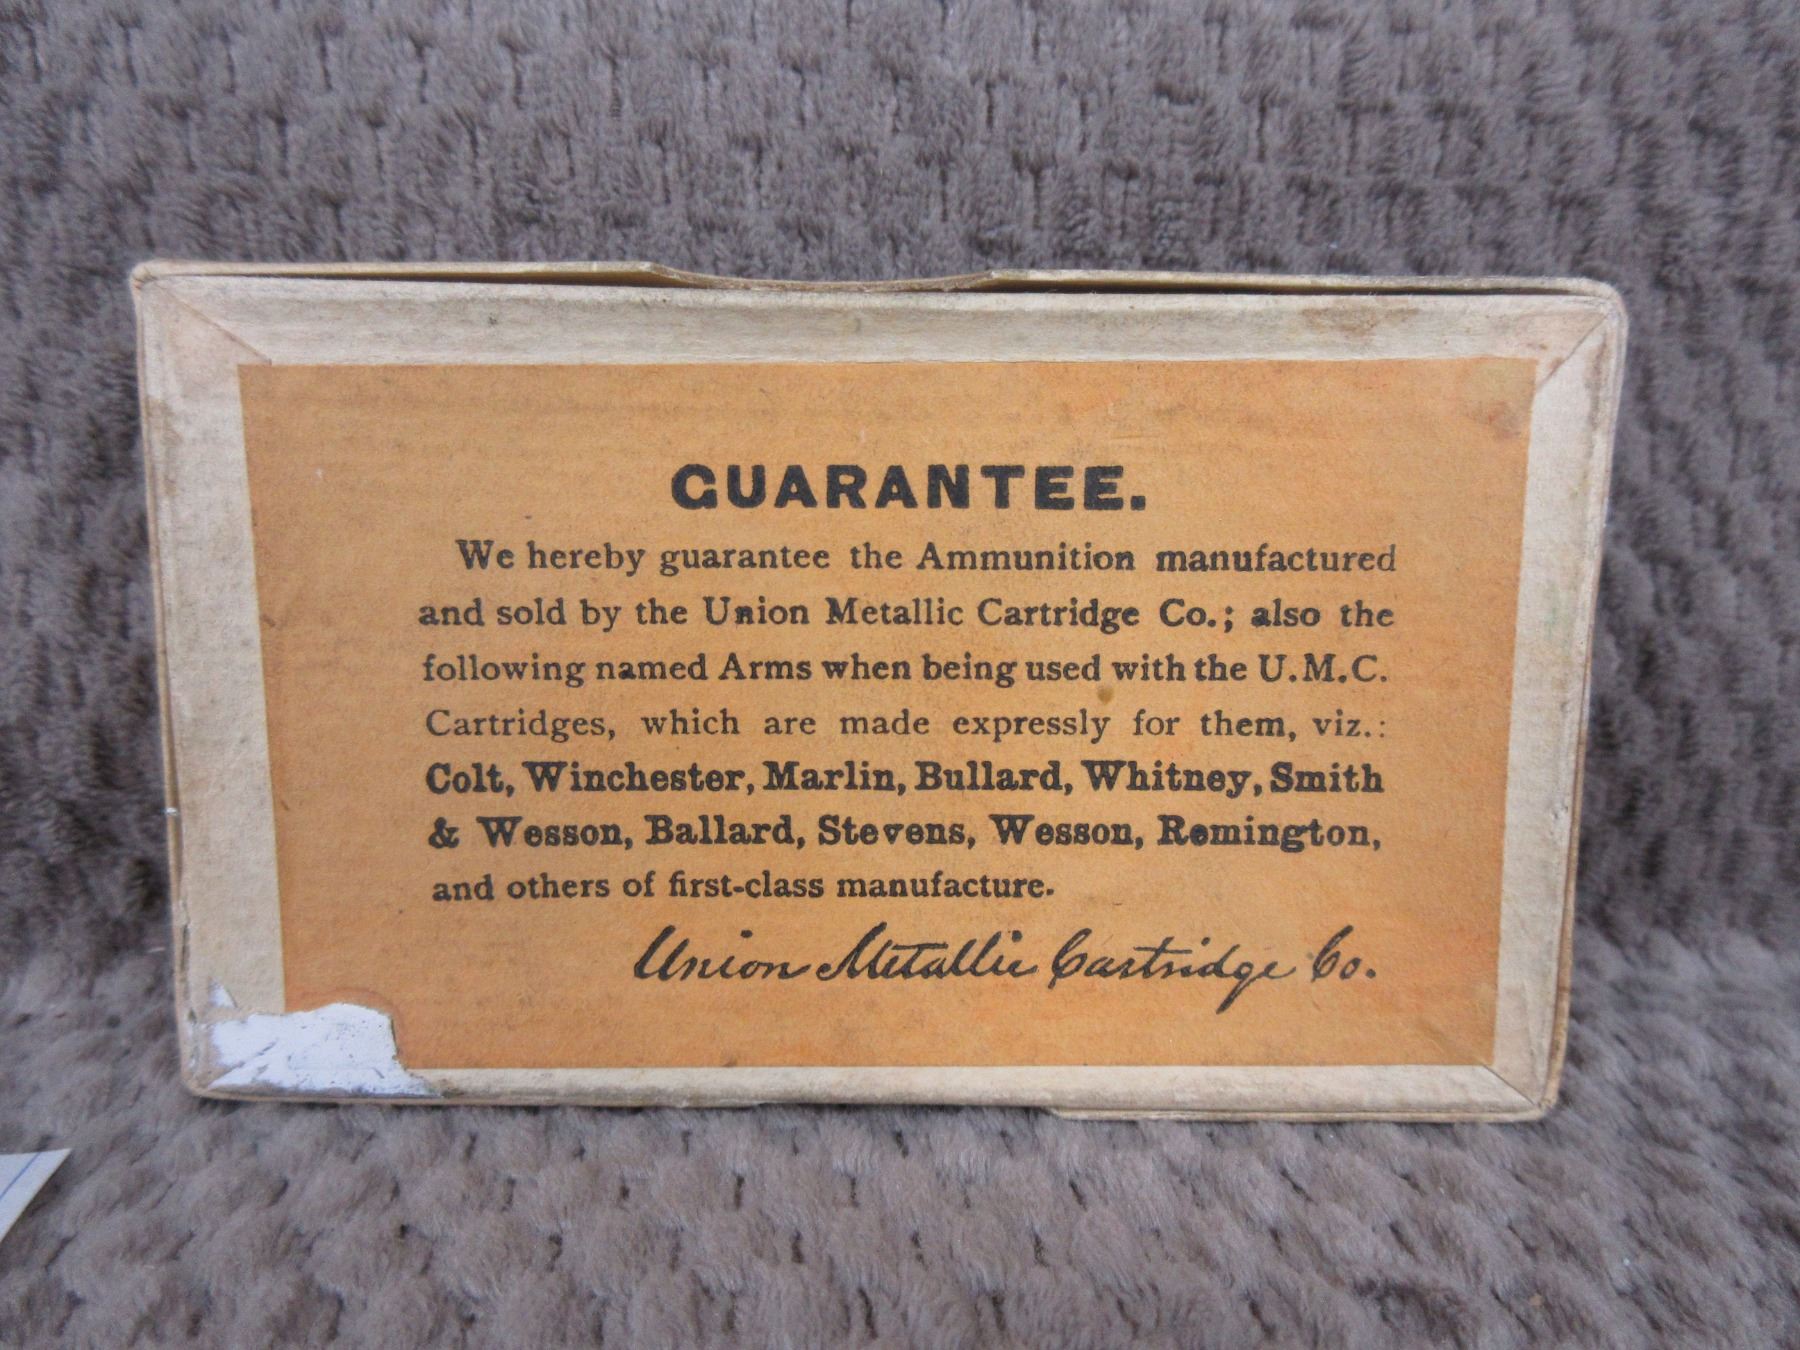 GUARANTEE.
We hereby guarantee the Ammunition manufactured
and sold by the Union Metallic Cartridge Co.; also the
following named Arms when being used with the U.M.C.
Cartridges, which are made expressly for them, viz.:
Colt, Winchester, Marlin, Bullard, Whitney, Smith
& Wesson, Ballard, Stevens, Wesson, Remington,
and others of first-class manufacture.
Union Metallic Cartridge Co.